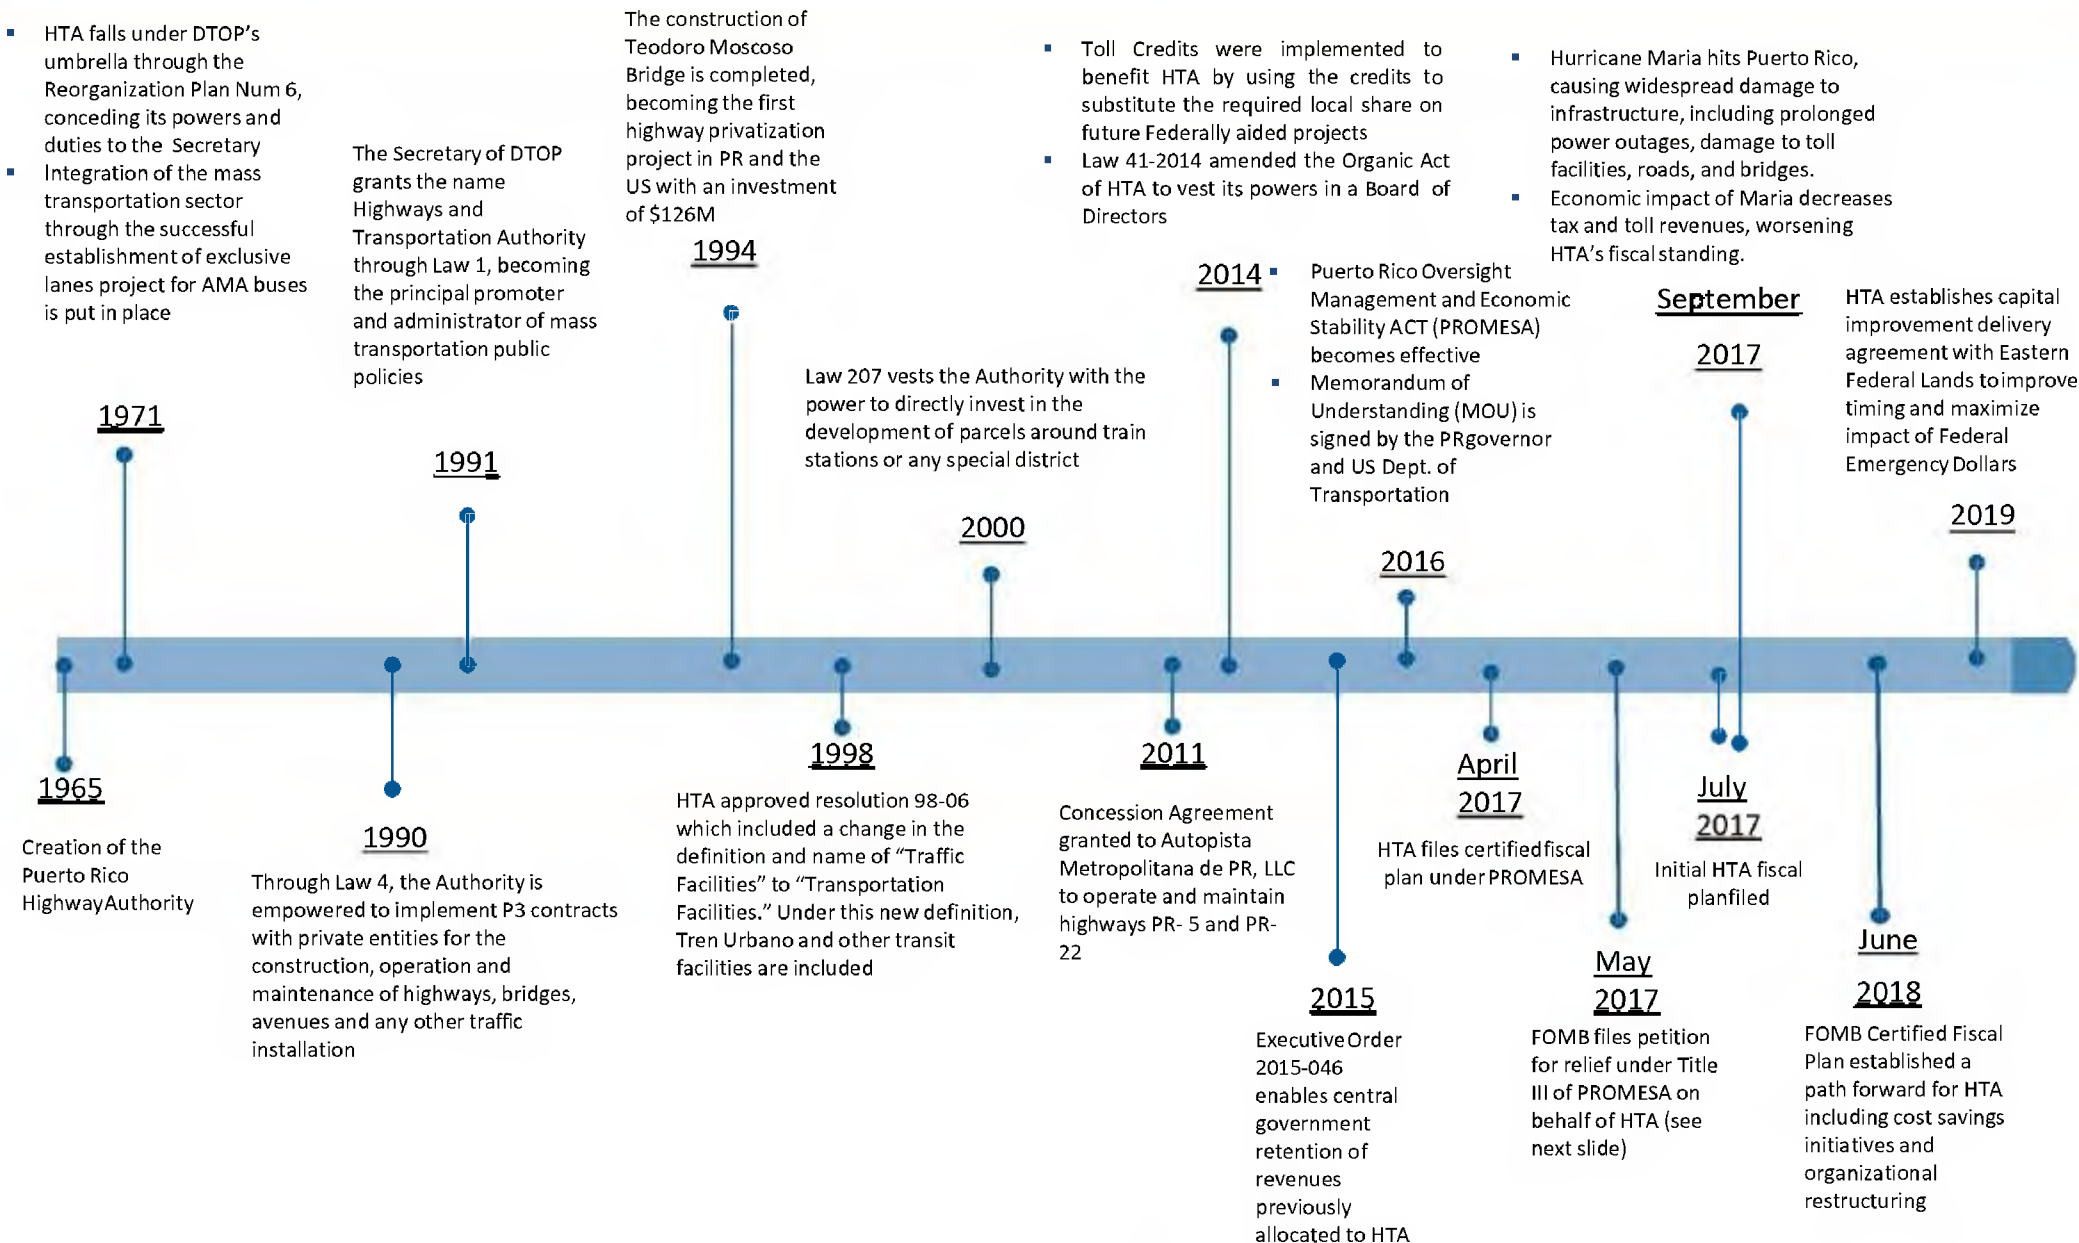 HTA falls under DTOP's
umbrella through the
Reorganization Plan Num 6,
conceding its powers and
duties to the Secretary
Integration of the mass
transportation sector
through the successful
establishment of exclusive
lanes project for AMA buses
is put in place
1971
The Secretary of DTOP
grants the name
Highways and
Transportation Authority
through Law 1, becoming
the principal promoter
and administrator of mass
transportation public
policies
1991
The construction of
Teodoro Moscoso
Bridge is completed,
becoming the first
highway privatization
project in PR and the
US with an investment
of $126M
1994
Law 207 vests the Authority with the
power to directly invest in the
development of parcels around train
stations or any special district
2000
Toll Credits were implemented to
benefit HTA by using the credits to
substitute the required local share on
future Federally aided projects
Law 41-2014 amended the Organic Act
of HTA to vest its powers in a Board of
Directors
2014
Puerto Rico Oversight
Management and Economic
Stability ACT (PROMESA)
becomes effective
Memorandum of
Understanding (MOU) is
signed by the PRgovernor
and US Dept. of
Transportation
2016
Hurricane Maria hits Puerto Rico,
causing widespread damage to
infrastructure, including prolonged
power outages, damage to toll
facilities, roads, and bridges.
Economic impact of Maria decreases
tax and toll revenues, worsening
HTA's fiscal standing.
September
2017
HTA establishes capital
improvement delivery
agreement with Eastern
Federal Lands to improve
timing and maximize
impact of Federal
Emergency Dollars
2019
1965
Creation of the
Puerto Rico
Highway Authority
1990
Through Law 4, the Authority is
empowered to implement P3 contracts
with private entities for the
construction, operation and
maintenance of highways, bridges,
avenues and any other traffic
installation
1998
HTA approved resolution 98-06
which included a change in the
definition and name of "Traffic
Facilities" to "Transportation
Facilities." Under this new definition,
Tren Urbano and other transit
facilities are included
2011
Concession Agreement
granted to Autopista
Metropolitana de PR, LLC
to operate and maintain
highways PR- 5 and PR-
22
2015
Executive Order
2015-046
enables central
government
retention of
revenues
previously
allocated to HTA
April
2017
HTA files certified fiscal
plan under PROMESA
May
2017
FOMB files petition
for relief under Title
III of PROMESA on
behalf of HTA (see
next slide)
July
2017
Initial HTA fiscal
plan filed
June
2018
FOMB Certified Fiscal
Plan established a
path forward for HTA
including cost savings
initiatives and
organizational
restructuring